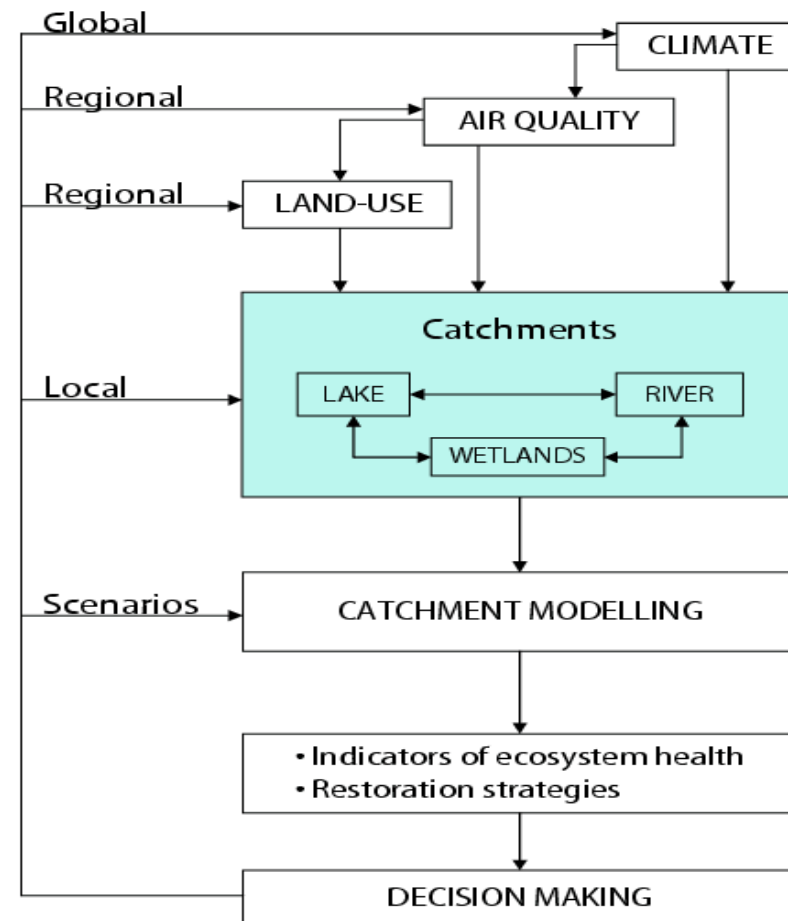 Global
CLIMATE
Regional
AIR QUALITY
Regional
LAND-USE
Catchments
Local
LAKE
RIVER
WETLANDS
Scenarios
CATCHMENT MODELLING
• Indicators of ecosystem health
• Restoration strategies
DECISION MAKING